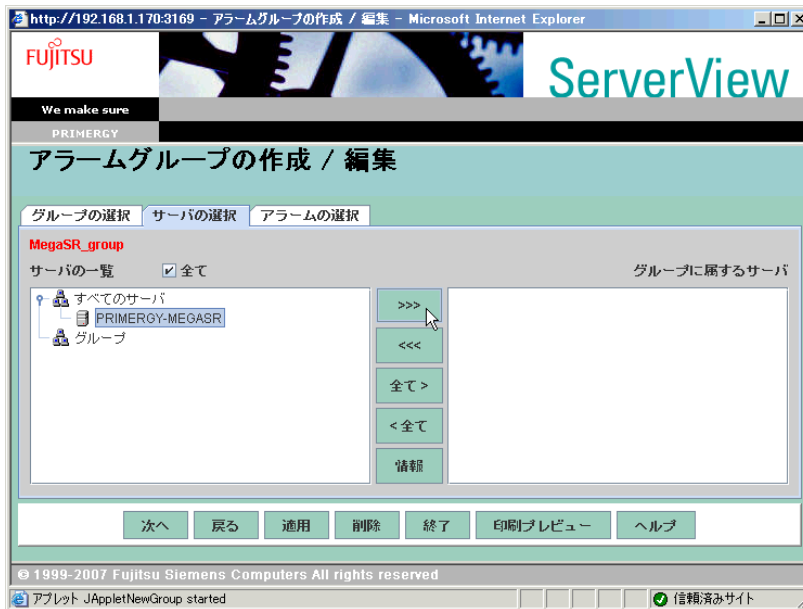 http://192.168.1.170:3169 - アラームグループの作成 / 編集 - Microsoft Internet Explorer
FUJITSU
ServerView
We make sure
PRIMERGY
アラームグループの作成 / 編集
グループの選択 サーバの選択 アラームの選択
MegaSR_group
サーバの一覧 全て グループに属するサーバ
すべてのサーバ
PRIMERGY-MEGASR
グループ
>>>
<<<
全て >
< 全て
情報
次へ 戻る 適用 削除 終了 印刷プレビュー ヘルプ
© 1999-2007 Fujitsu Siemens Computers All rights reserved
アプレット JAppletNewGroup started 信頼済みサイト